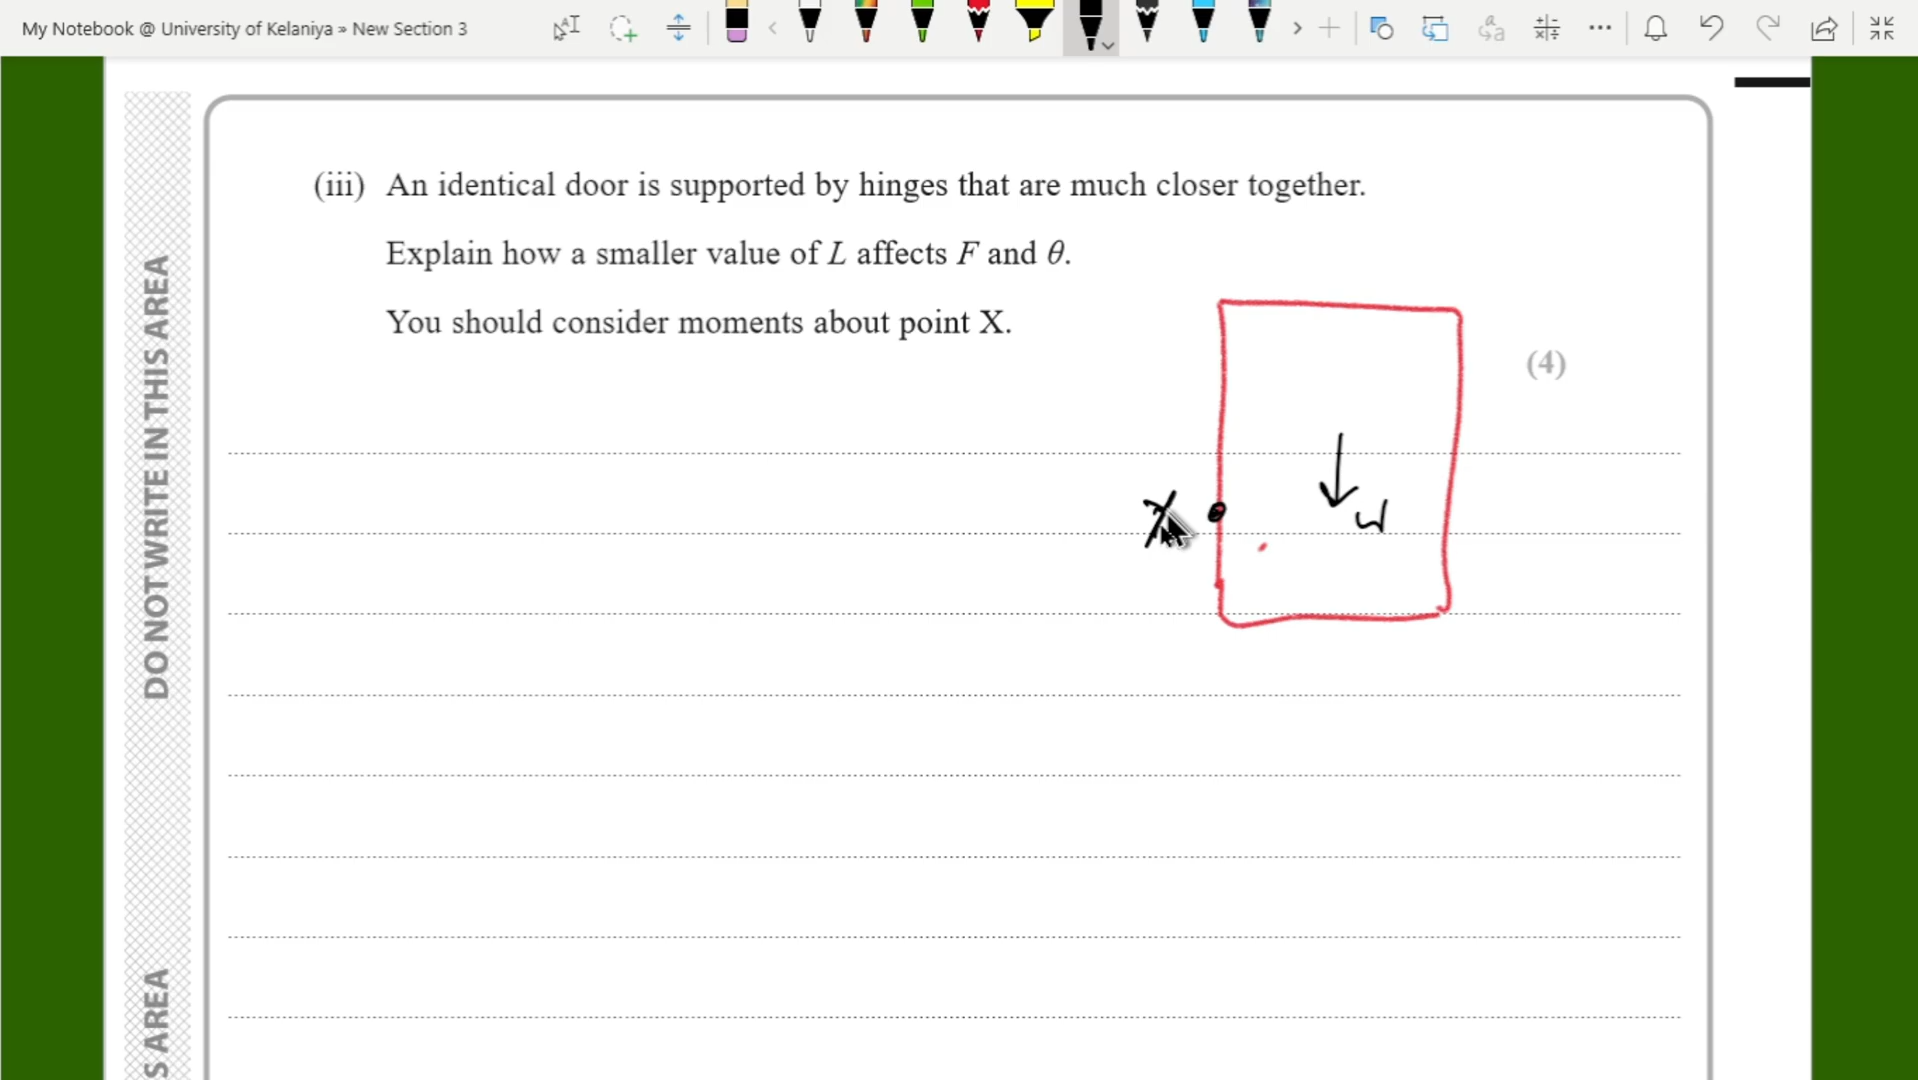 My Notebook @ University of Kelaniya » New Section 3
(iii) An identical door is supported by hinges that are much closer together.
Explain how a smaller value of L affects F and θ.
You should consider moments about point X.
(4)
X
W
DO NOT WRITE IN THIS AREA
S AREA